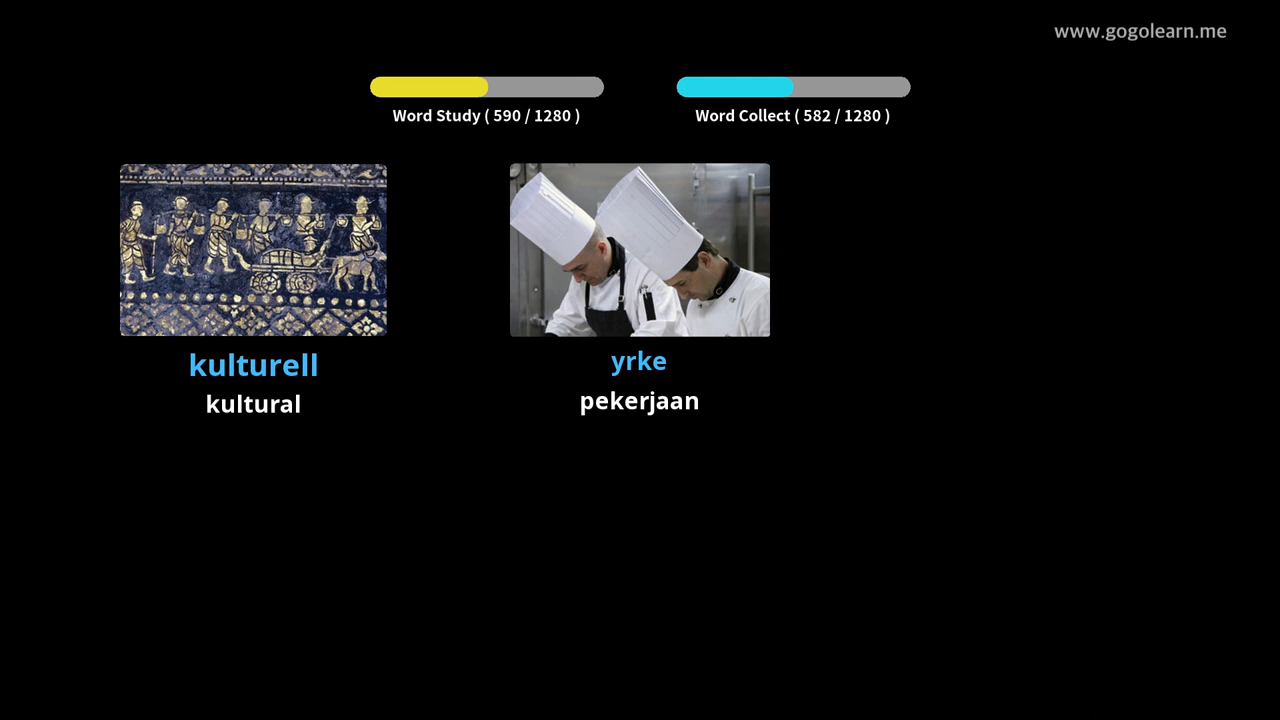 www.gogolearn.me
Word Study ( 590 / 1280 )
Word Collect ( 582 / 1280 )
kulturell
kultural
yrke
pekerjaan